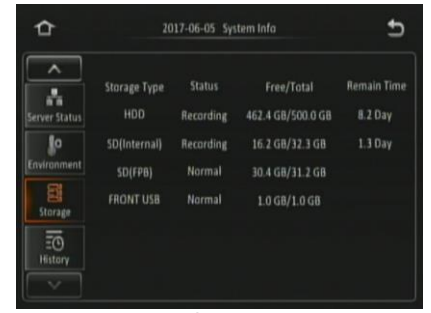 2017-06-05 System Info
Storage Type Status Free/Total Remain Time
Server Status
HDD Recording 462.4 GB/500.0 GB 8.2 Day
SD(Internal) Recording 16.2 GB/32.3 GB 1.3 Day
Environment
SD(FPB) Normal 30.4 GB/31.2 GB
FRONT USB Normal 1.0 GB/1.0 GB
Storage
History